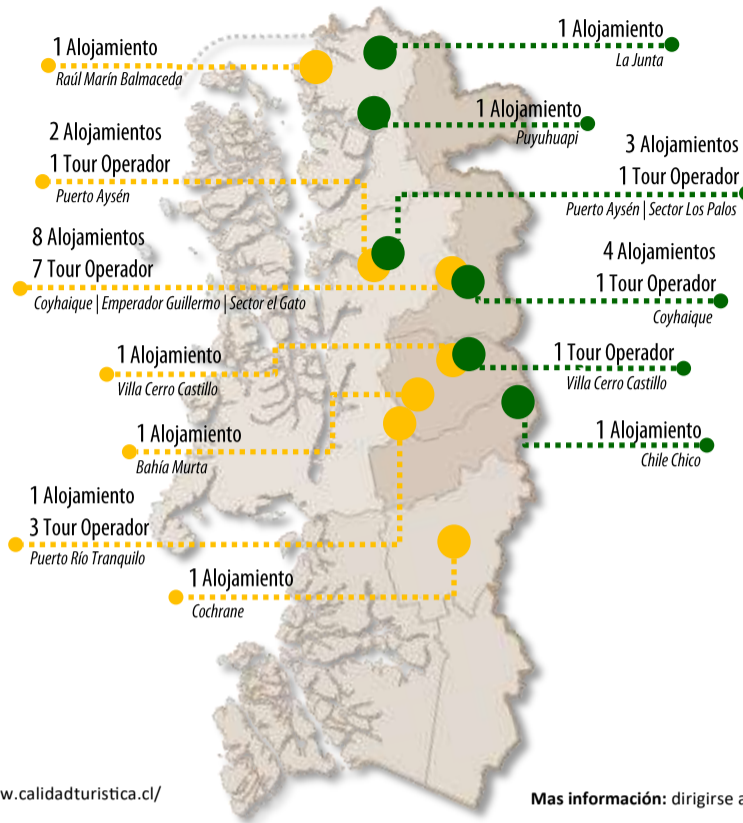 1 Alojamiento
Raúl Marín Balmaceda
1 Alojamiento
La Junta
1 Alojamiento
Puyuhuapi
2 Alojamientos
1 Tour Operador
Puerto Aysén
3 Alojamientos
1 Tour Operador
Puerto Aysén | Sector Los Palos
8 Alojamientos
7 Tour Operador
Coyhaique | Emperador Guillermo | Sector el Gato
4 Alojamientos
1 Tour Operador
Coyhaique
1 Alojamiento
Villa Cerro Castillo
1 Tour Operador
Villa Cerro Castillo
1 Alojamiento
Bahía Murta
1 Alojamiento
Chile Chico
1 Alojamiento
3 Tour Operador
Puerto Río Tranquilo
1 Alojamiento
Cochrane
w.calidadturistica.cl/
Mas información: dirigirse a